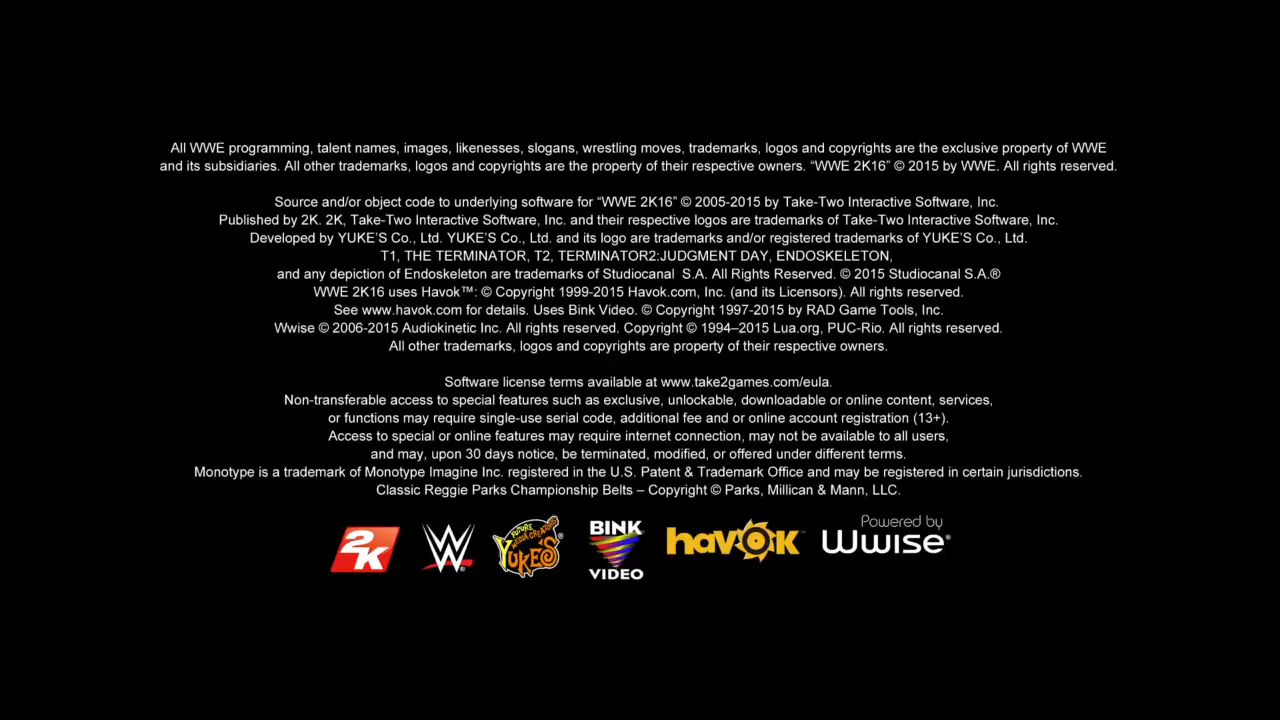 All WWE programming, talent names, images, likenesses, slogans, wrestling moves, trademarks, logos and copyrights are the exclusive property of WWE
and its subsidiaries. All other trademarks, logos and copyrights are the property of their respective owners. “WWE 2K16” © 2015 by WWE. All rights reserved.
Source and/or object code to underlying software for “WWE 2K16” © 2005-2015 by Take-Two Interactive Software, Inc.
Published by 2K. 2K, Take-Two Interactive Software, Inc. and their respective logos are trademarks of Take-Two Interactive Software, Inc.
Developed by YUKE’S Co., Ltd. YUKE’S Co., Ltd. and its logo are trademarks and/or registered trademarks of YUKE’S Co., Ltd.
T1, THE TERMINATOR, T2, TERMINATOR2:JUDGMENT DAY, ENDOSKELETON,
and any depiction of Endoskeleton are trademarks of Studiocanal  S.A. All Rights Reserved. © 2015 Studiocanal S.A.®
WWE 2K16 uses Havok™: © Copyright 1999-2015 Havok.com, Inc. (and its Licensors). All rights reserved.
See www.havok.com for details. Uses Bink Video. © Copyright 1997-2015 by RAD Game Tools, Inc.
Wwise © 2006-2015 Audiokinetic Inc. All rights reserved. Copyright © 1994–2015 Lua.org, PUC-Rio. All rights reserved.
All other trademarks, logos and copyrights are property of their respective owners.
Software license terms available at www.take2games.com/eula.
Non-transferable access to special features such as exclusive, unlockable, downloadable or online content, services,
or functions may require single-use serial code, additional fee and or online account registration (13+).
Access to special or online features may require internet connection, may not be available to all users,
and may, upon 30 days notice, be terminated, modified, or offered under different terms.
Monotype is a trademark of Monotype Imagine Inc. registered in the U.S. Patent & Trademark Office and may be registered in certain jurisdictions.
Classic Reggie Parks Championship Belts – Copyright © Parks, Millican & Mann, LLC.
2K
W
FUTURE
MEDIA CREATORS
YUKE'S®
BINK
VIDEO
havok™
Powered by
Wwise®